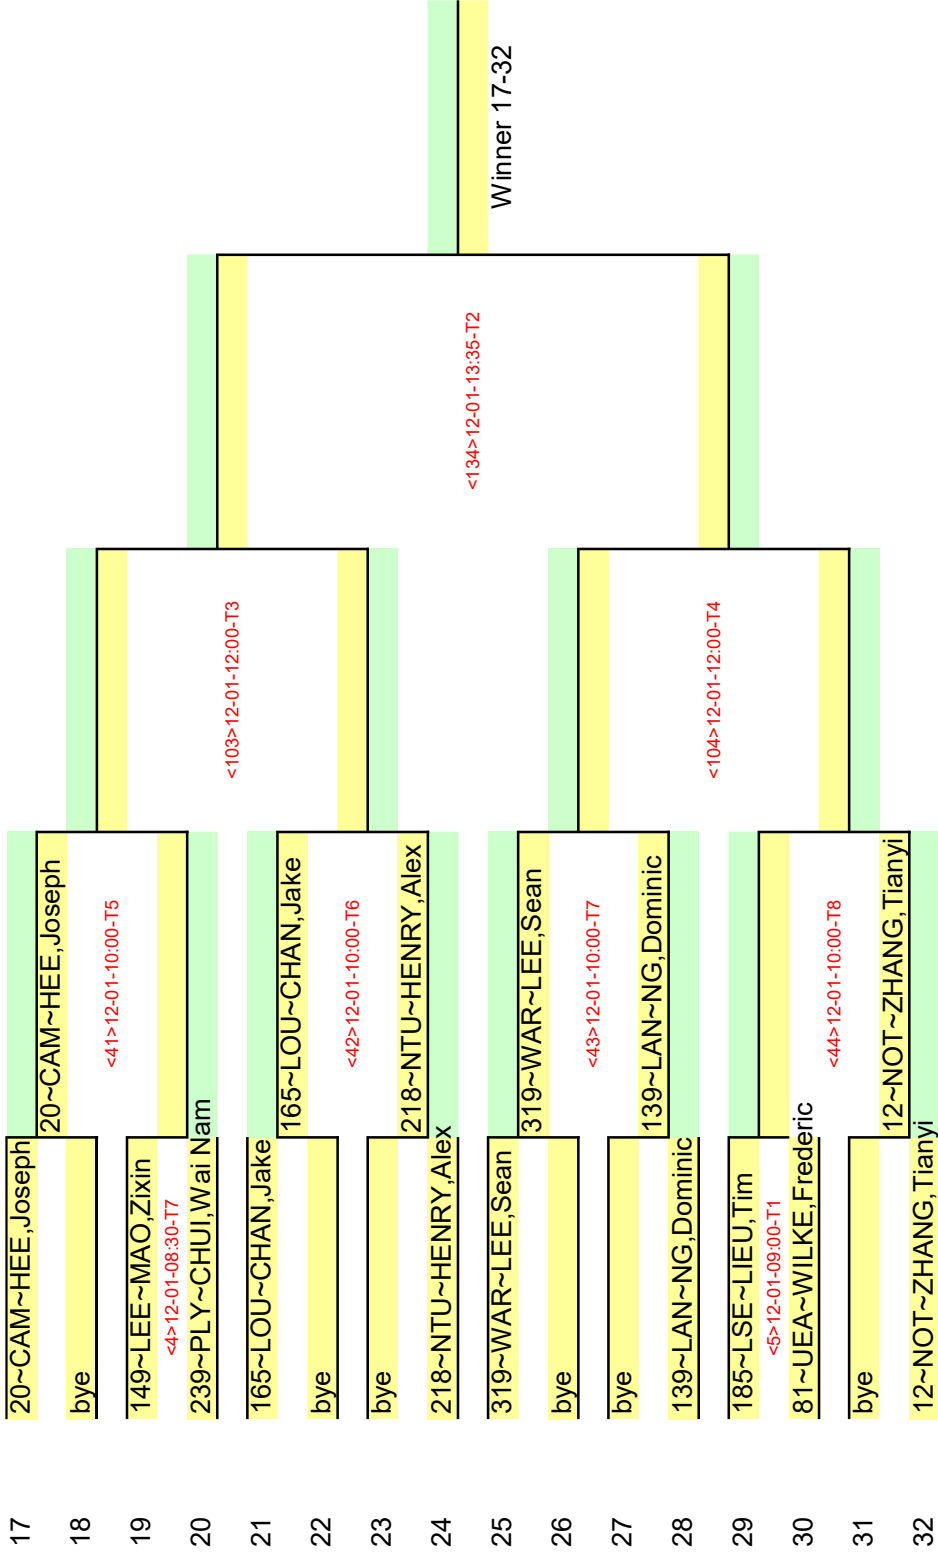 17
20~CAM~HEE,Joseph
18
bye
19
149~LEE~MAO,Zixin
<4>12-01-08:30-T7
20
239~PLY~CHUI,Wai Nam
21
165~LOU~CHAN,Jake
22
bye
23
bye
24
218~NTU~HENRY,Alex
25
319~WAR~LEE,Sean
26
bye
27
bye
28
139~LAN~NG,Dominic
29
185~LSE~LIEU,Tim
<5>12-01-09:00-T1
30
81~UEA~WILKE,Frederic
31
bye
32
12~NOT~ZHANG,Tianyi
20~CAM~HEE,Joseph
<41>12-01-10:00-T5
165~LOU~CHAN,Jake
<42>12-01-10:00-T6
218~NTU~HENRY,Alex
319~WAR~LEE,Sean
<43>12-01-10:00-T7
139~LAN~NG,Dominic
<44>12-01-10:00-T8
12~NOT~ZHANG,Tianyi
<103>12-01-12:00-T3
<104>12-01-12:00-T4
<134>12-01-13:35-T2
Winner 17-32